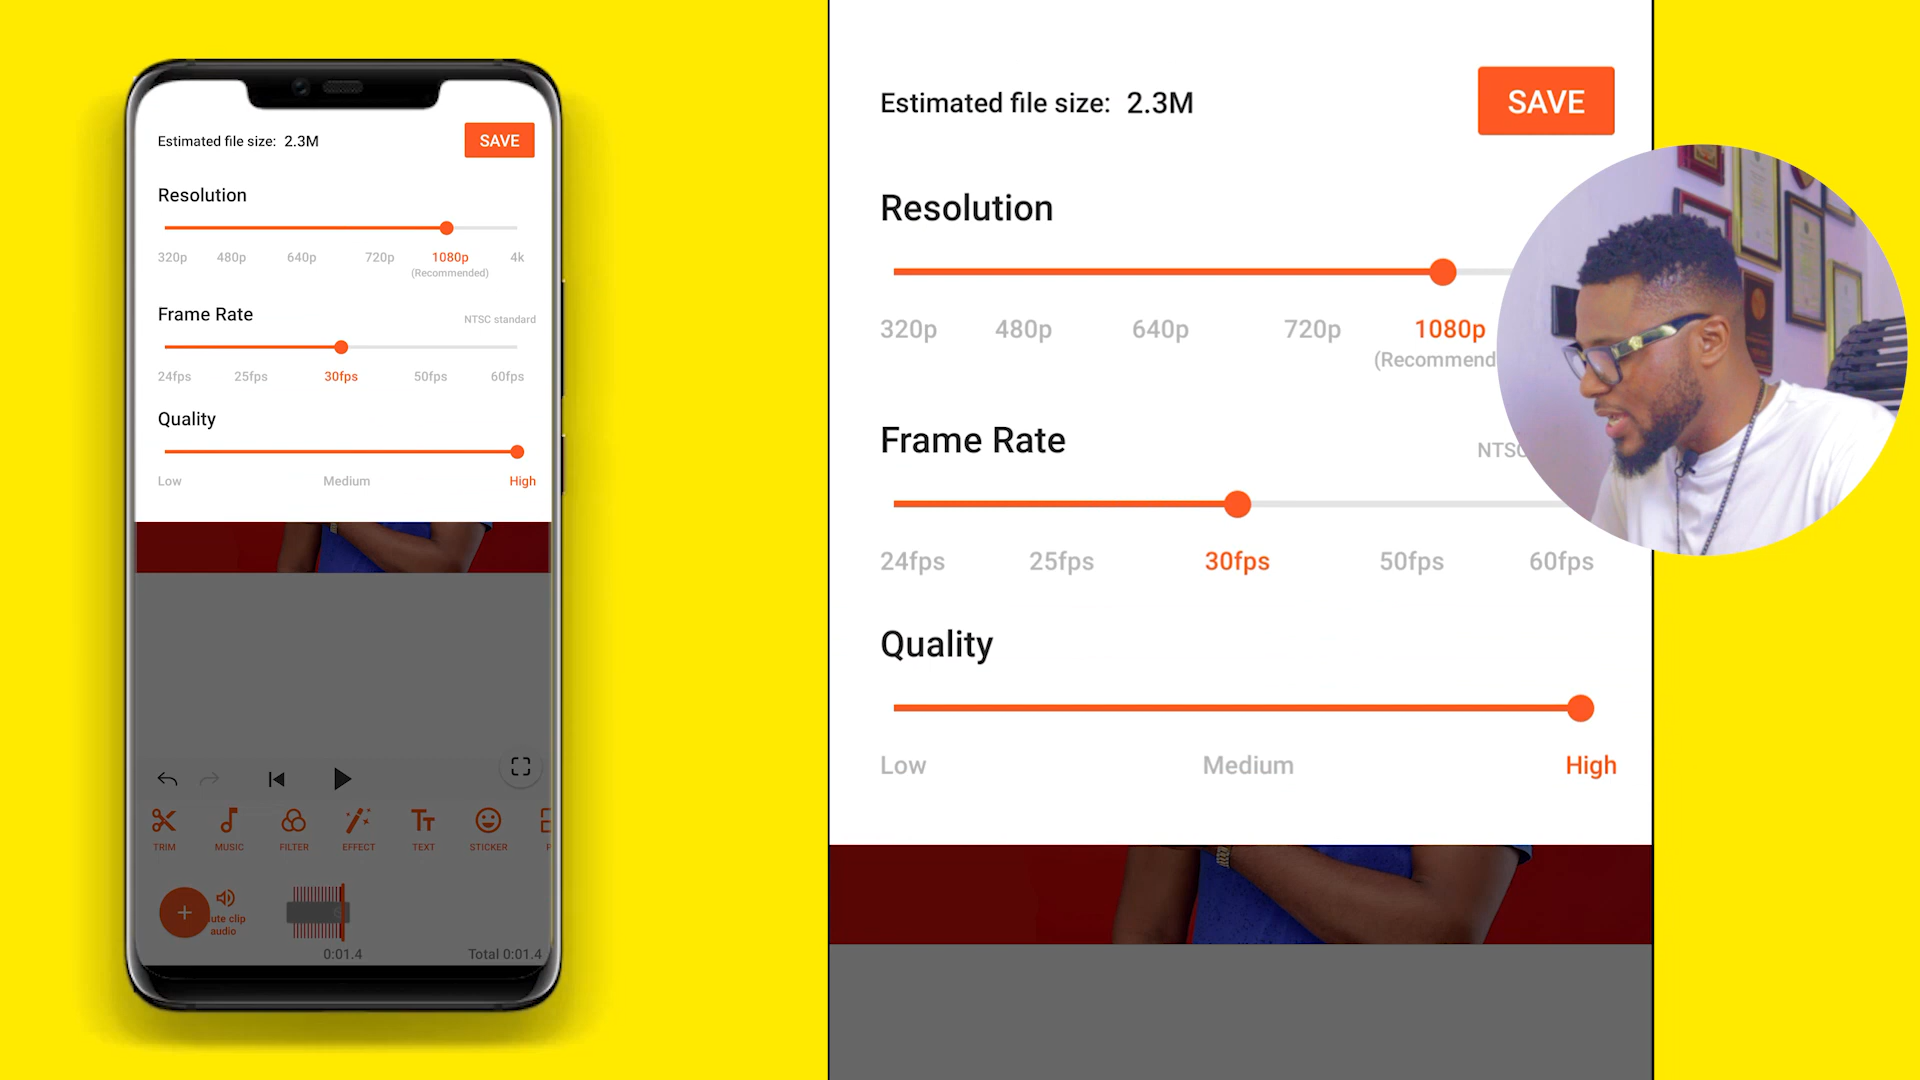 Estimated file size: 2.3M
SAVE
Resolution
320p 480p 640p 720p 1080p 4k
(Recommended)
Frame Rate
NTSC standard
24fps 25fps 30fps 50fps 60fps
Quality
Low Medium High
TRIM MUSIC FILTER EFFECT TEXT STICKER P
ute clip
audio
0:01.4
Total 0:01.4
Estimated file size: 2.3M
SAVE
Resolution
320p 480p 640p 720p 1080p
(Recommend
Frame Rate
NTSC
24fps 25fps 30fps 50fps 60fps
Quality
Low Medium High